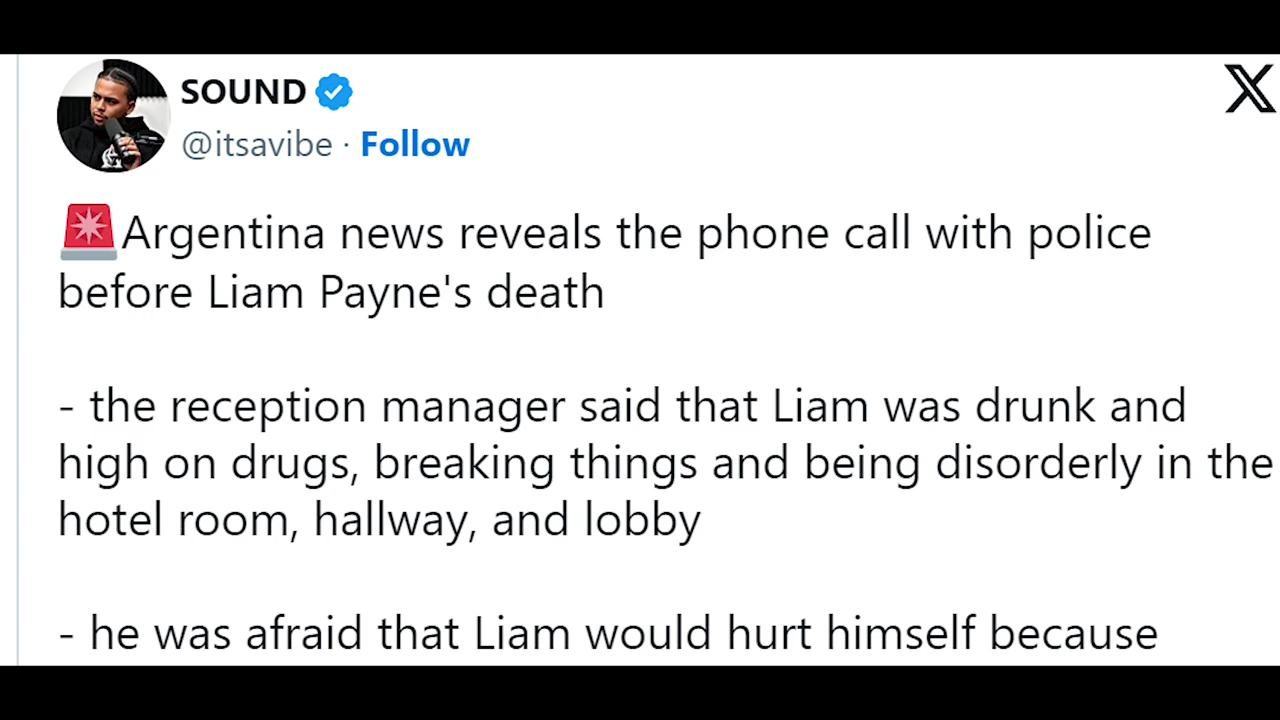 SOUND
@itsavibe · Follow
🚨Argentina news reveals the phone call with police
before Liam Payne's death
- the reception manager said that Liam was drunk and
high on drugs, breaking things and being disorderly in the
hotel room, hallway, and lobby
- he was afraid that Liam would hurt himself because